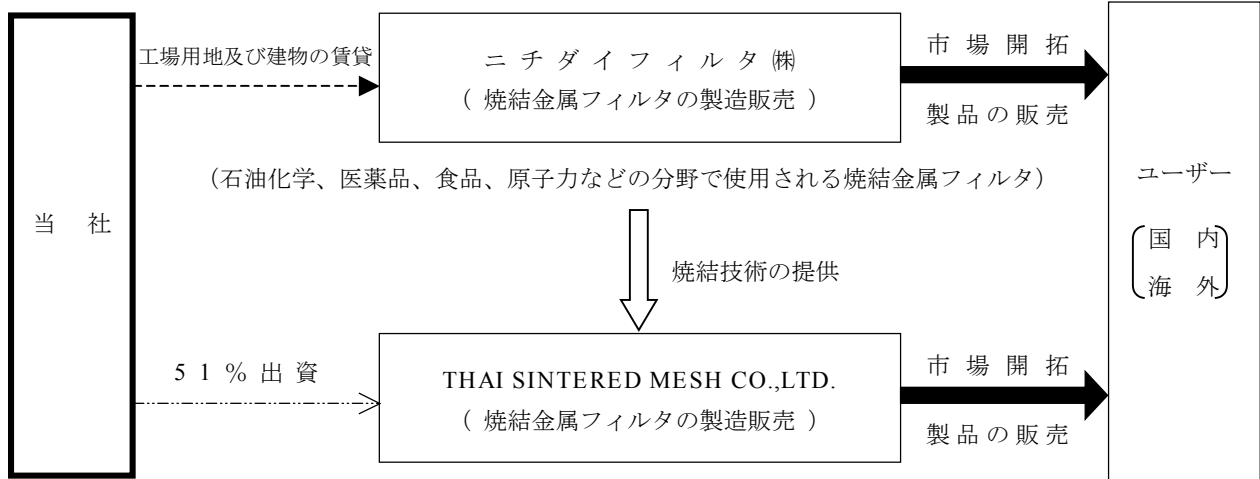 当 社
工場用地及び建物の賃貸
ニ チ ダ イ フ ィ ル タ ㈱
( 焼結金属フィルタの製造販売 )
市 場 開 拓
製 品 の 販 売
(石油化学、医薬品、食品、原子力などの分野で使用される焼結金属フィルタ)
焼結技術の提供
5 1 % 出 資
THAI SINTERED MESH CO.,LTD.
( 焼結金属フィルタの製造販売 )
市 場 開 拓
製 品 の 販 売
ユーザー
国 内
海 外